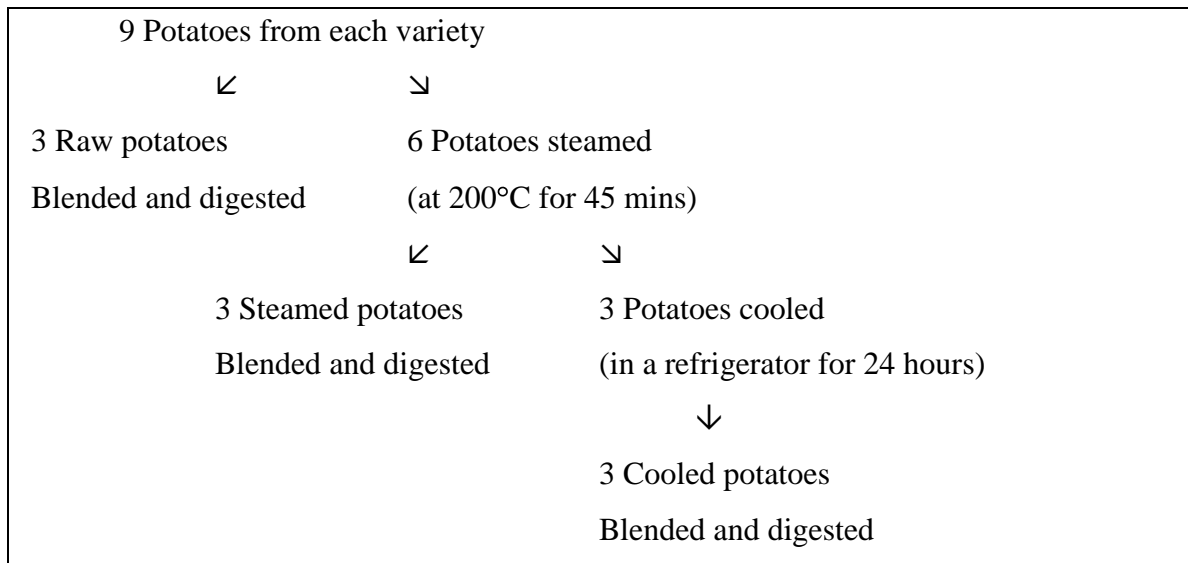 9 Potatoes from each variety
↙ ↘
3 Raw potatoes 6 Potatoes steamed
Blended and digested (at 200°C for 45 mins)
↙ ↘
3 Steamed potatoes 3 Potatoes cooled
Blended and digested (in a refrigerator for 24 hours)
↓
3 Cooled potatoes
Blended and digested